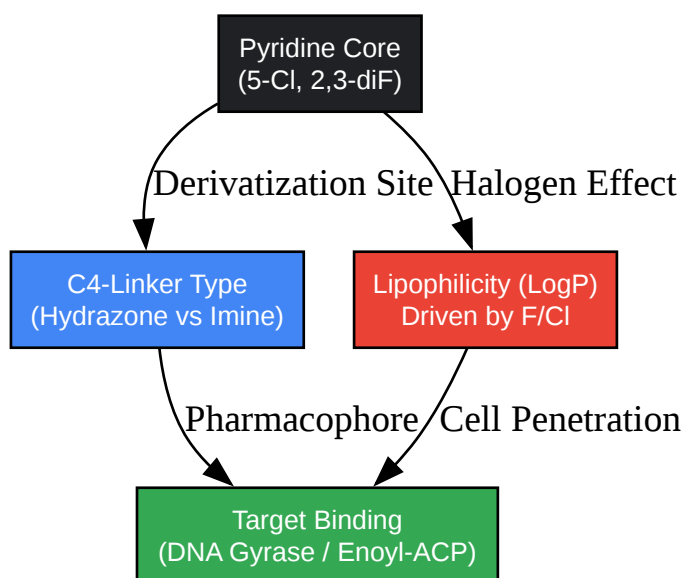 Pyridine Core
(5-Cl, 2,3-diF)
Derivatization Site
Halogen Effect
C4-Linker Type
(Hydrazone vs Imine)
Lipophilicity (LogP)
Driven by F/Cl
Pharmacophore
Cell Penetration
Target Binding
(DNA Gyrase / Enoyl-ACP)